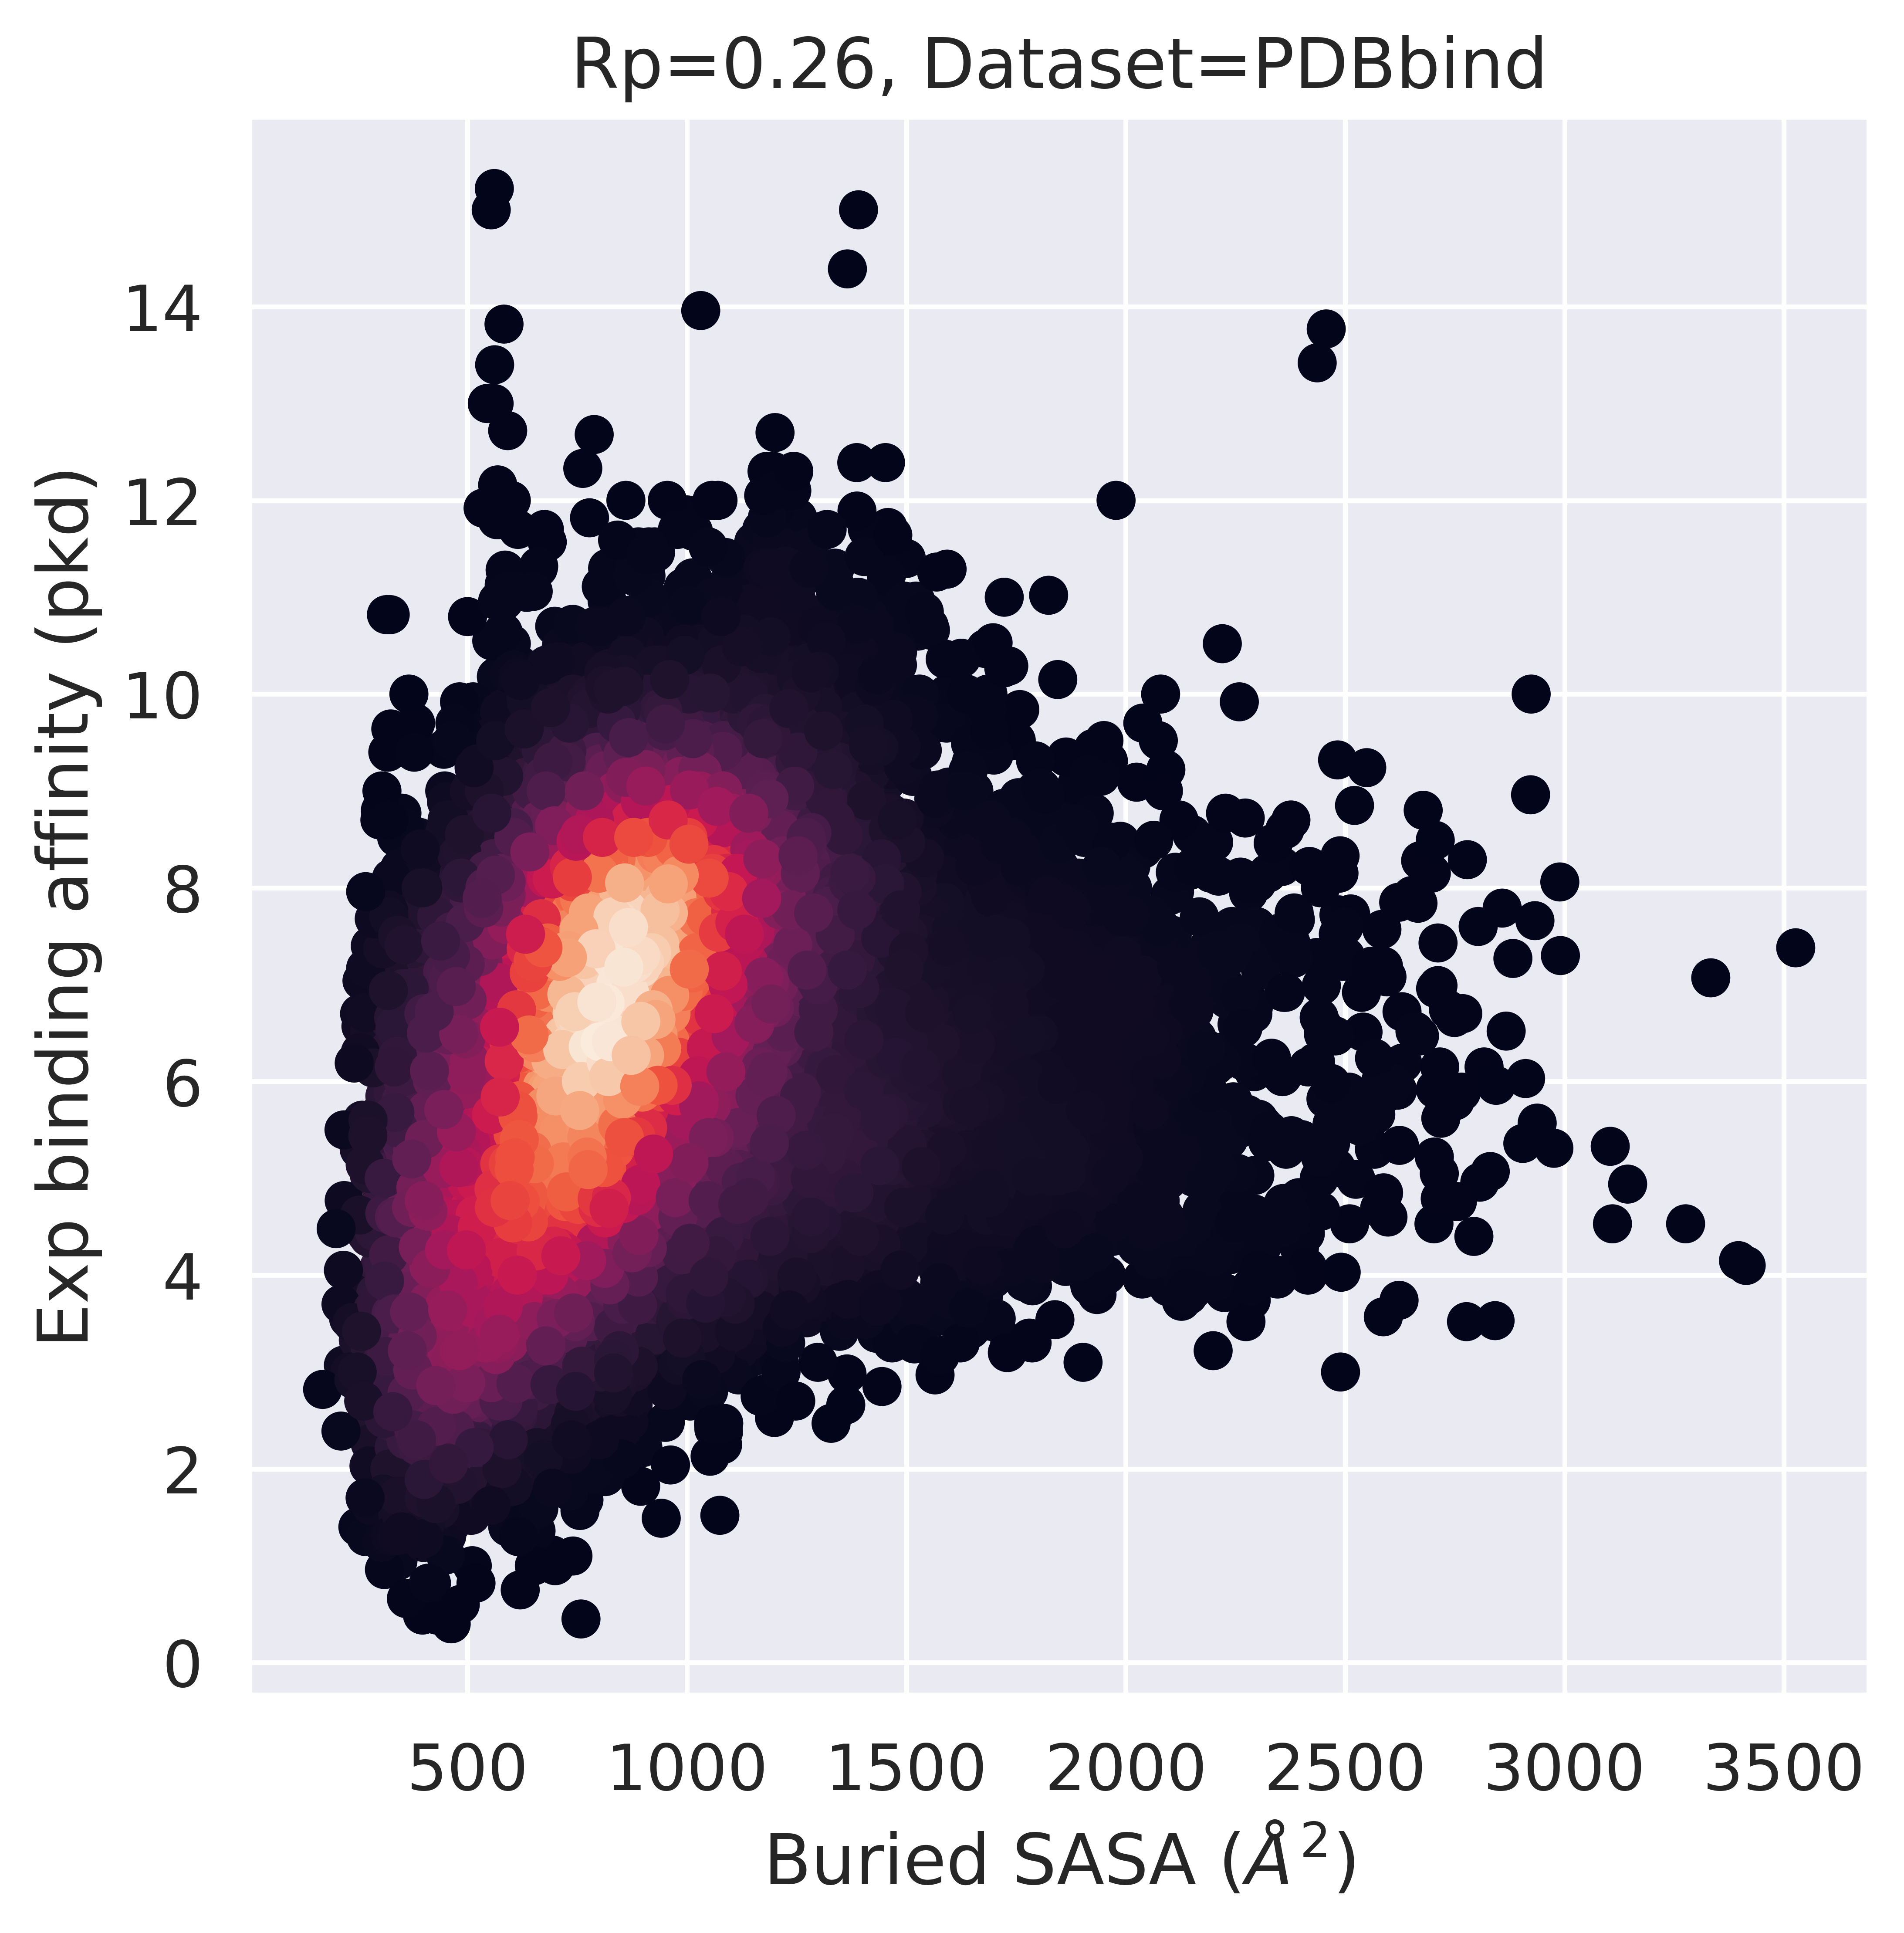 Rp=0.26, Dataset=PDBbind
Exp binding affinity (pkd)
14
12
10
8
6
4
2
0
500 1000 1500 2000 2500 3000 3500
Buried SASA (Å²)